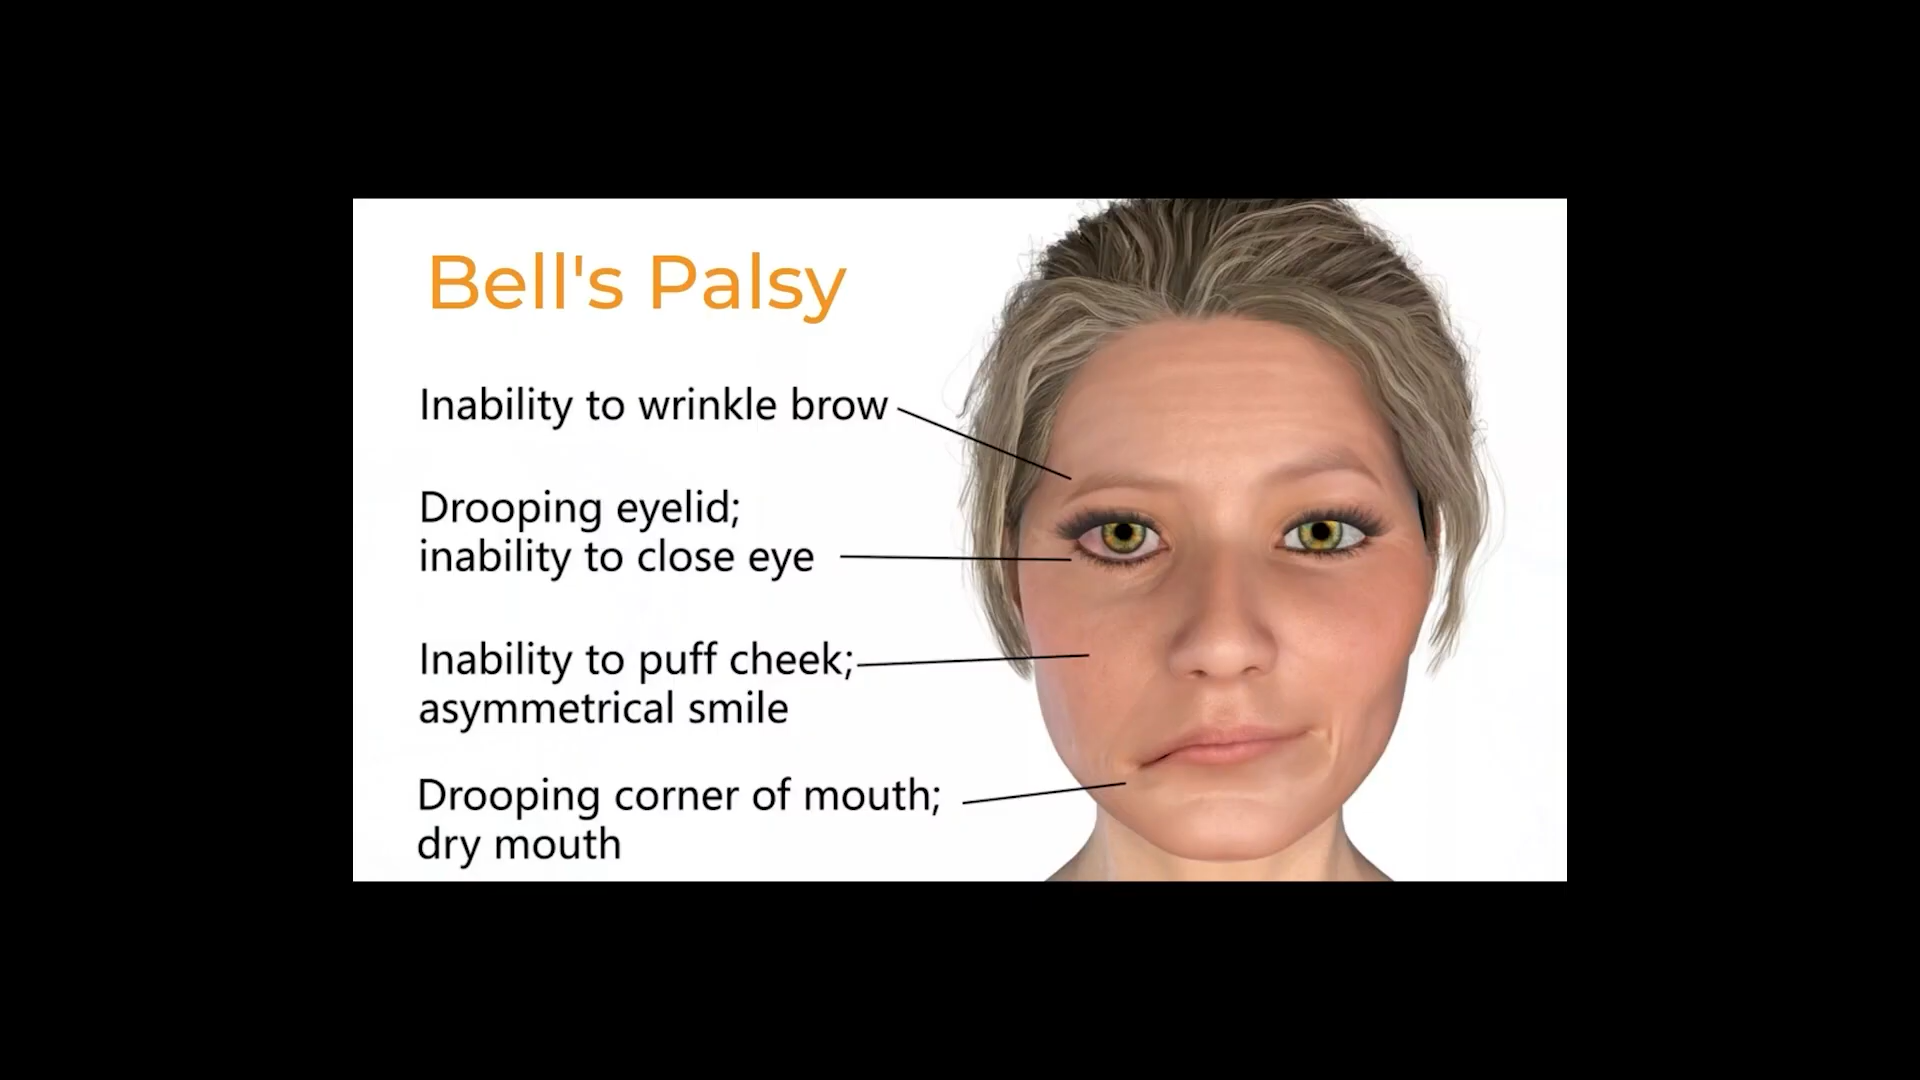 Bell's Palsy
Inability to wrinkle brow
Drooping eyelid;
inability to close eye
Inability to puff cheek;
asymmetrical smile
Drooping corner of mouth;
dry mouth